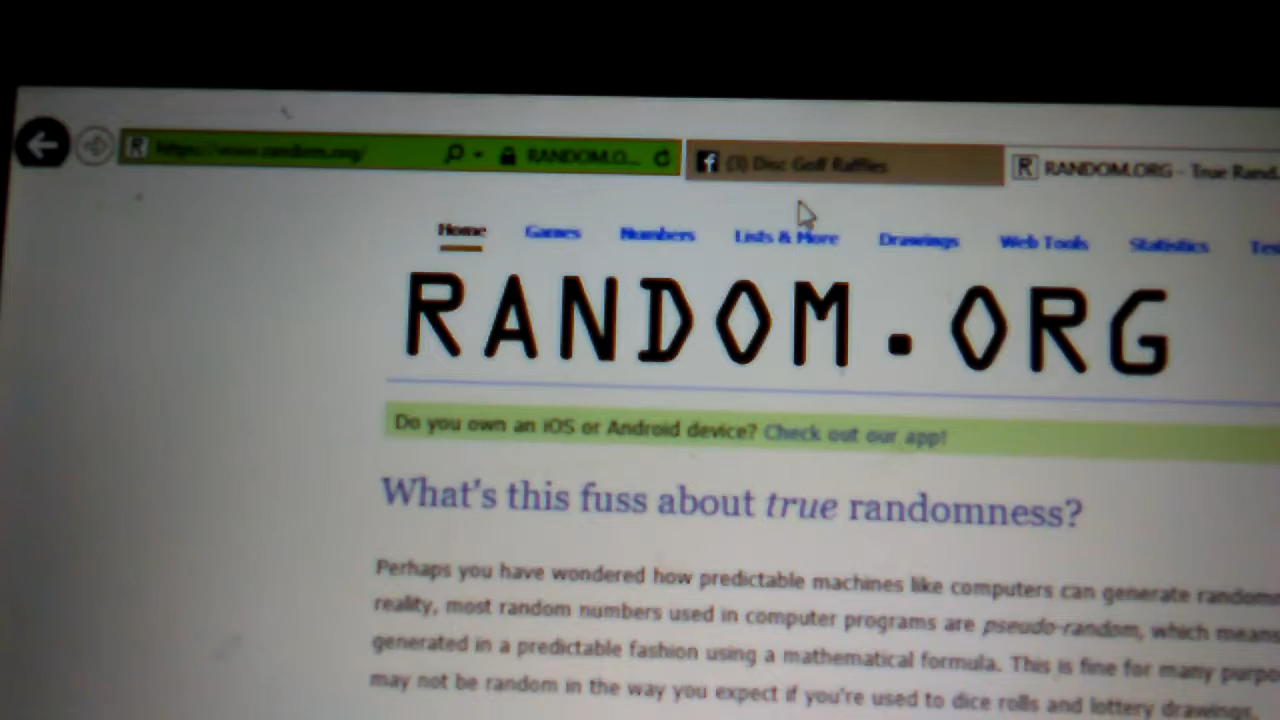 https://www.random.org/ RANDOM.O... (3) Disc Golf Raffles RANDOM.ORG - True Rand
Home Games Numbers Lists & More Drawings Web Tools Statistics Tes
RANDOM.ORG
Do you own an iOS or Android device? Check out our app!
What's this fuss about true randomness?
Perhaps you have wondered how predictable machines like computers can generate randomn
reality, most random numbers used in computer programs are pseudo-random, which means
generated in a predictable fashion using a mathematical formula. This is fine for many purpo
may not be random in the way you expect if you're used to dice rolls and lottery drawings.